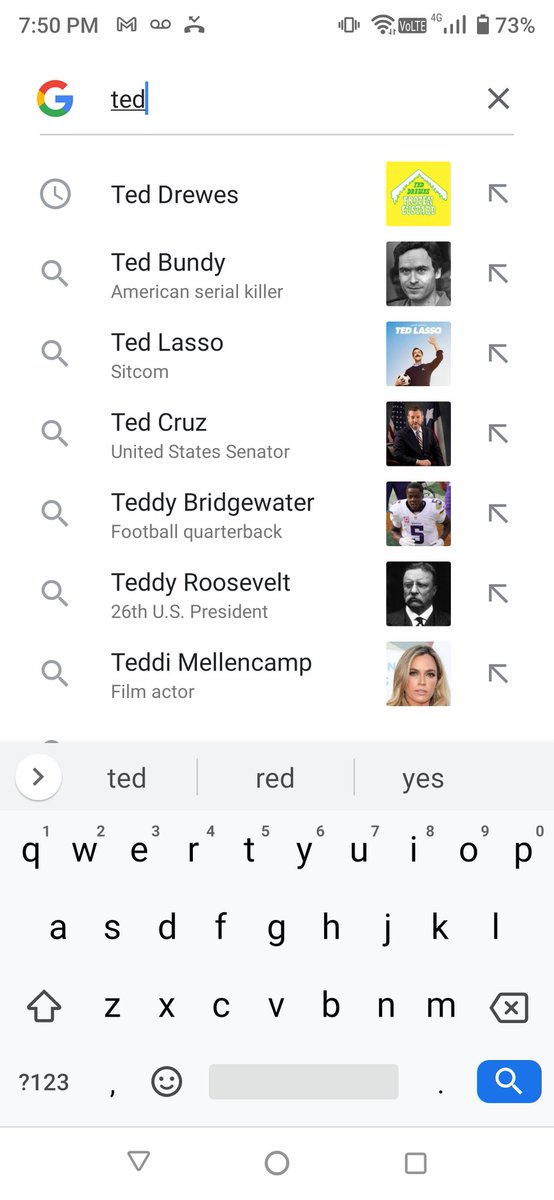 7:50 PM VoLTE 4G 73%
ted
Ted Drewes
TED
DREWES
FROZEN
CUSTARD
Ted Bundy
American serial killer
Ted Lasso
Sitcom
TED LASSO
Ted Cruz
United States Senator
Teddy Bridgewater
Football quarterback
5
Teddy Roosevelt
26th U.S. President
Teddi Mellencamp
Film actor
ted red yes
1 2 3 4 5 6 7 8 9 0
q w e r t y u i o p
a s d f g h j k l
z x c v b n m
?123 , .